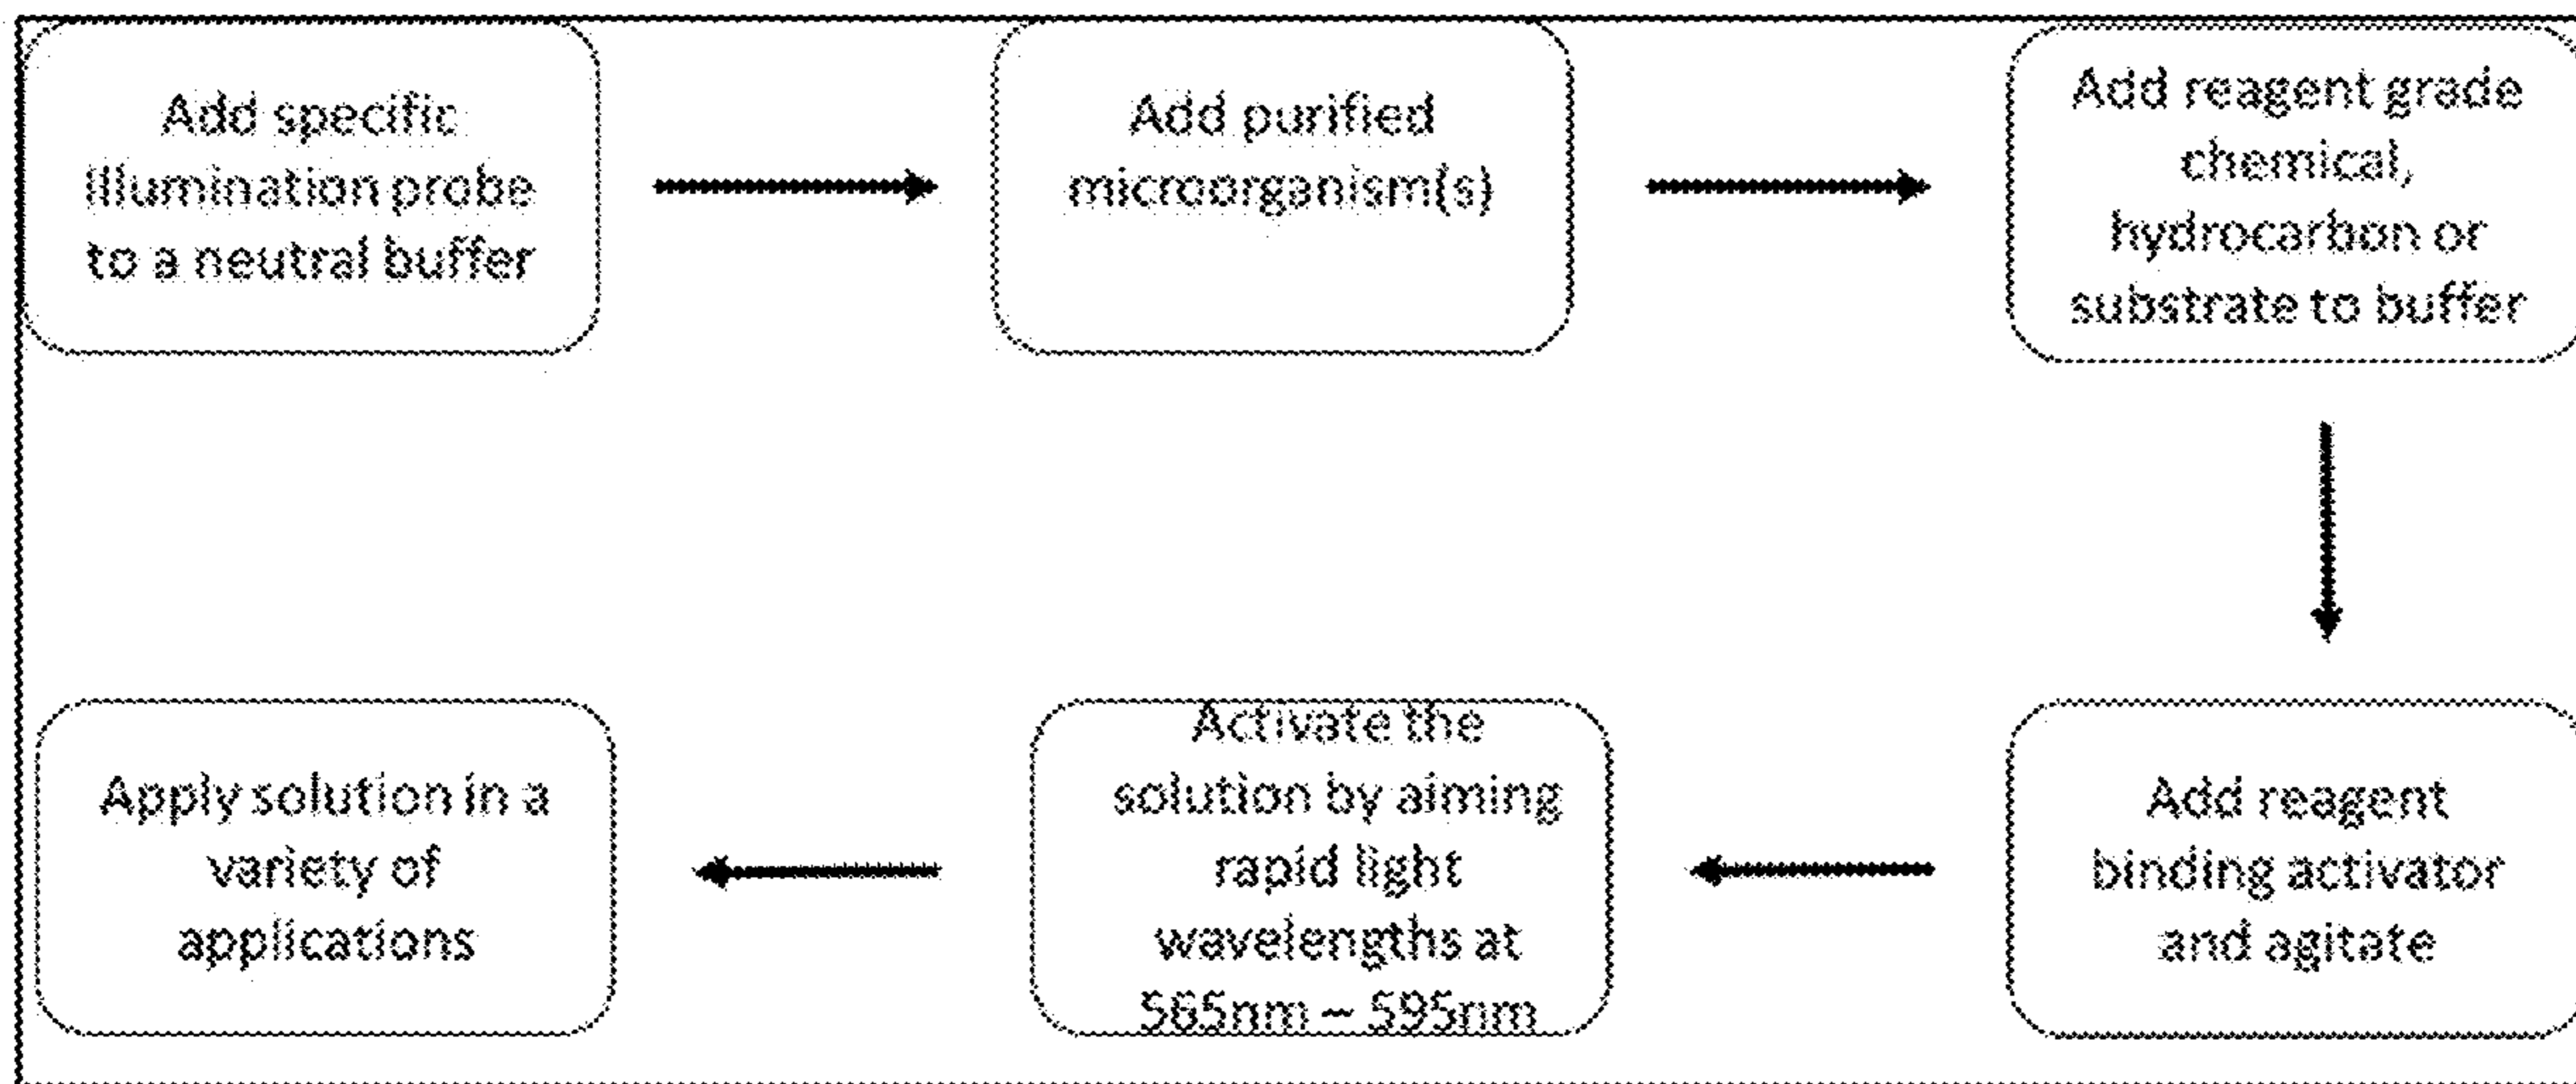 Add specific
illumination probe
to a neutral buffer
Add purified
microorganism(s)
Add reagent grade
chemical,
hydrocarbon or
substrate to buffer
Add reagent
binding activator
and agitate
Activate the
solution by aiming
rapid light
wavelengths at
565nm – 595nm
Apply solution in a
variety of
applications